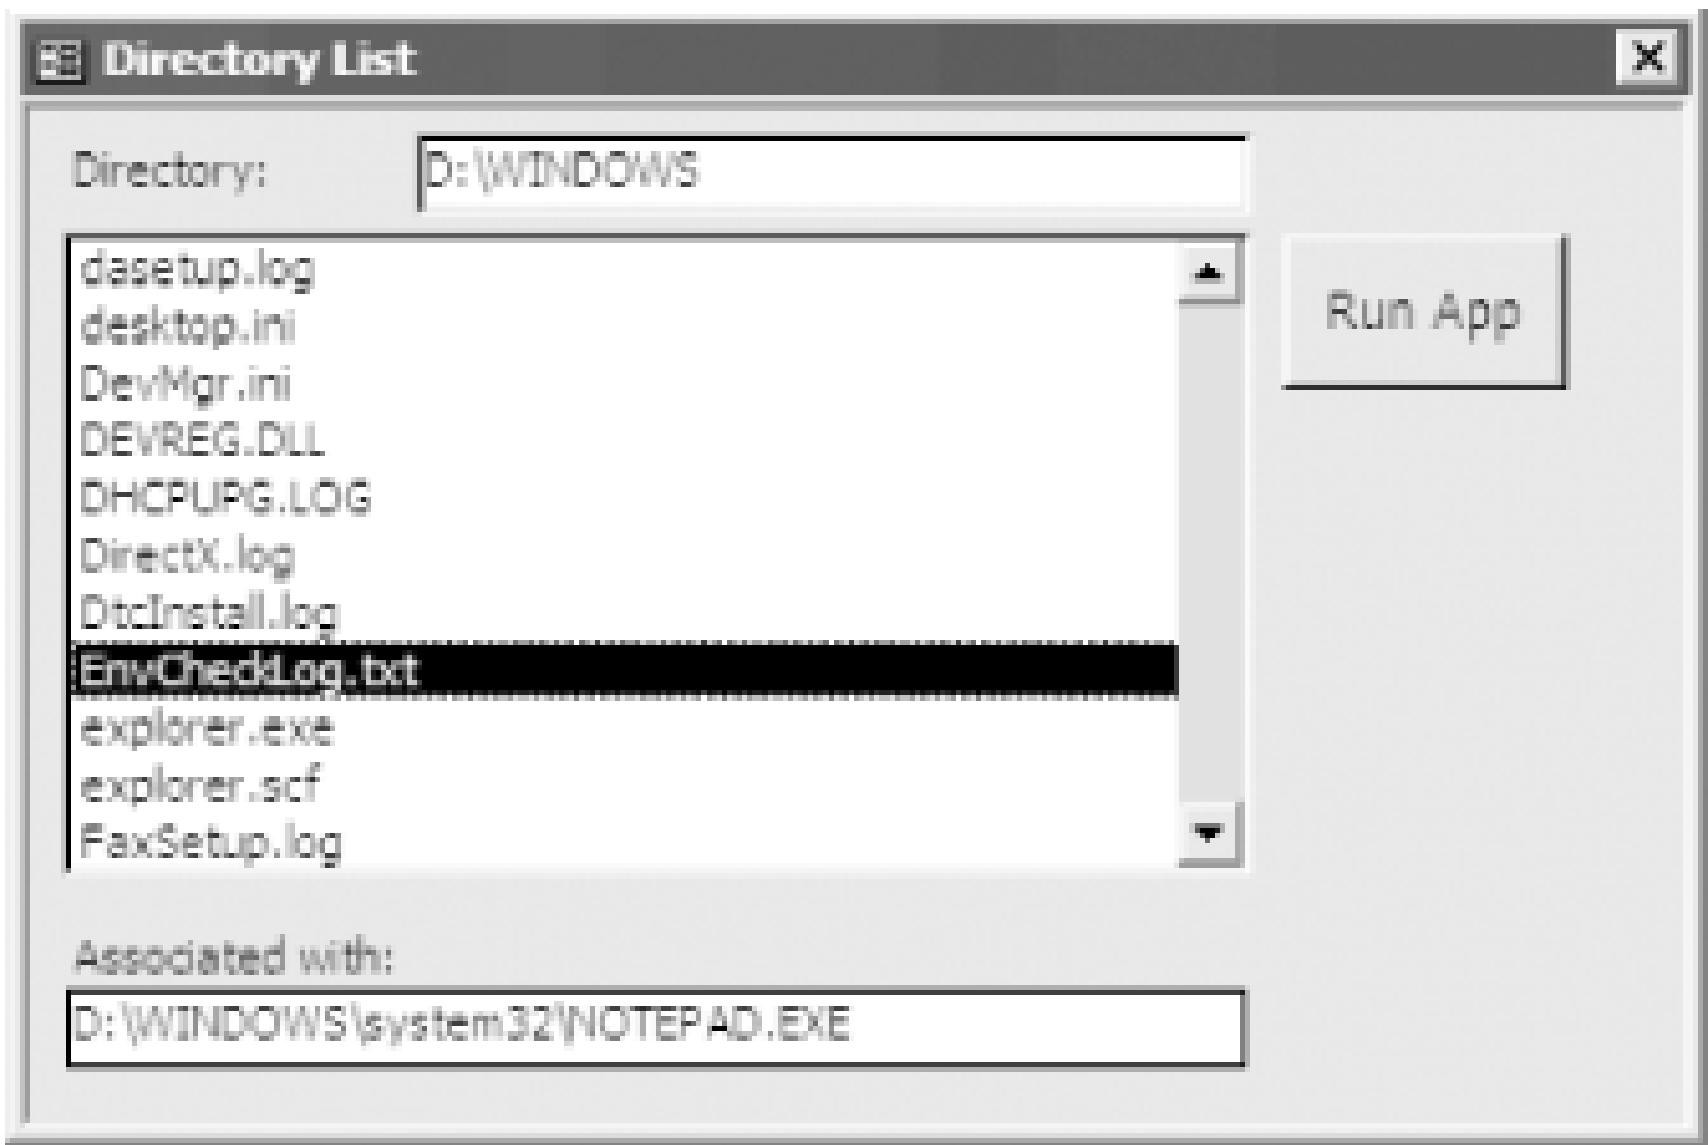 Directory List
Directory: D:\WINDOWS
dasetup.log
desktop.ini
DevMgr.ini
DEVREG.DLL
DHCPUPG.LOG
DirectX.log
DtcInstall.log
EnvCheckLog.txt
explorer.exe
explorer.scf
FaxSetup.log
Run App
Associated with:
D:\WINDOWS\system32\NOTEPAD.EXE